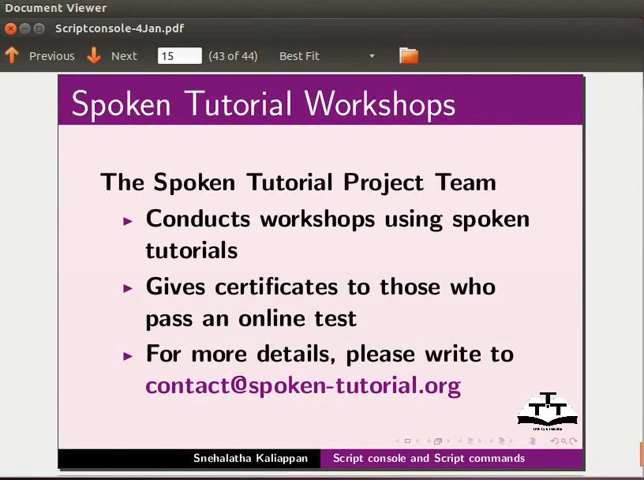 Document Viewer
Scriptconsole-4Jan.pdf
Previous Next 15 (43 of 44) Best Fit
Spoken Tutorial Workshops
The Spoken Tutorial Project Team
Conducts workshops using spoken
tutorials
Gives certificates to those who
pass an online test
For more details, please write to
contact@spoken-tutorial.org
Snehalatha Kaliappan Script console and Script commands